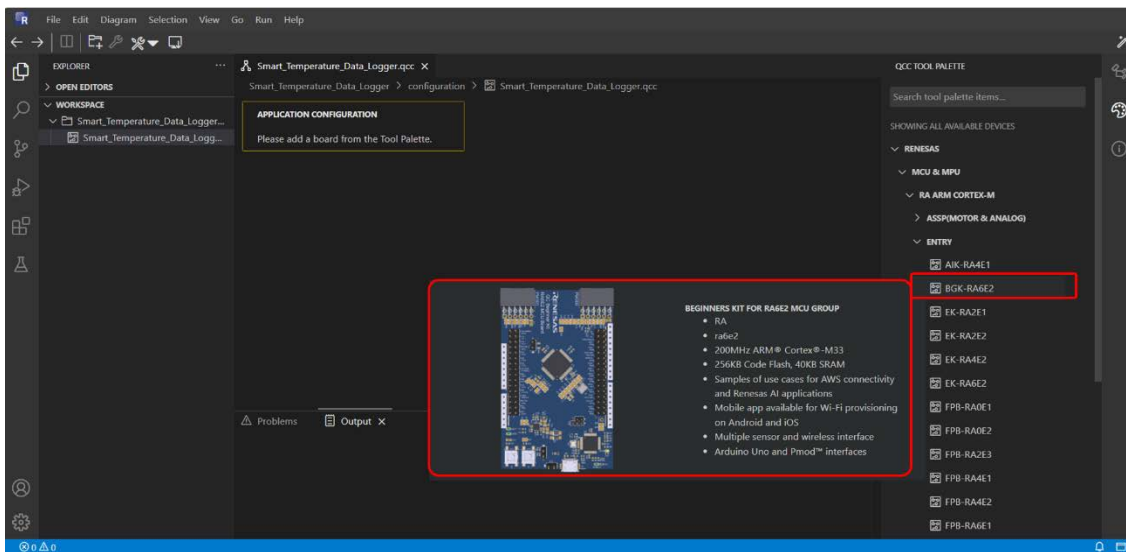 R File Edit Diagram Selection View Go Run Help
EXPLORER ...
OPEN EDITORS
WORKSPACE
Smart_Temperature_Data_Logger...
Smart_Temperature_Data_Logg...
Smart_Temperature_Data_Logger.qcc
Smart_Temperature_Data_Logger > configuration > Smart_Temperature_Data_Logger.qcc
APPLICATION CONFIGURATION
Please add a board from the Tool Palette.
Problems Output
RENESAS
BEGINNERS KIT FOR RA6E2 MCU GROUP
• RA
• ra6e2
• 200MHz ARM® Cortex®-M33
• 256KB Code Flash, 40KB SRAM
• Samples of use cases for AWS connectivity
and Renesas AI applications
• Mobile app available for Wi-Fi provisioning
on Android and iOS
• Multiple sensor and wireless interface
• Arduino Uno and Pmod™ interfaces
QCC TOOL PALETTE
Search tool palette items...
SHOWING ALL AVAILABLE DEVICES
RENESAS
MCU & MPU
RA ARM CORTEX-M
ASSP(MOTOR & ANALOG)
ENTRY
AIK-RA4E1
BGK-RA6E2
EK-RA2E1
EK-RA2E2
EK-RA4E2
EK-RA6E2
FPB-RA0E1
FPB-RA0E2
FPB-RA2E3
FPB-RA4E1
FPB-RA4E2
FPB-RA6E1
0 0